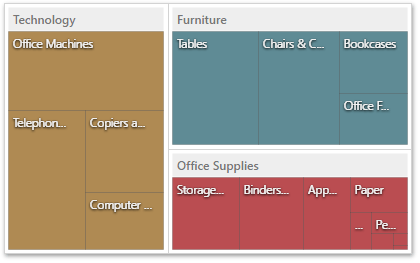 Technology
Office Machines
Telephon...
Copiers a...
Computer ...
Furniture
Tables
Chairs & C...
Bookcases
Office F...
Office Supplies
Storage...
Binders...
App...
Paper
...
Pe...